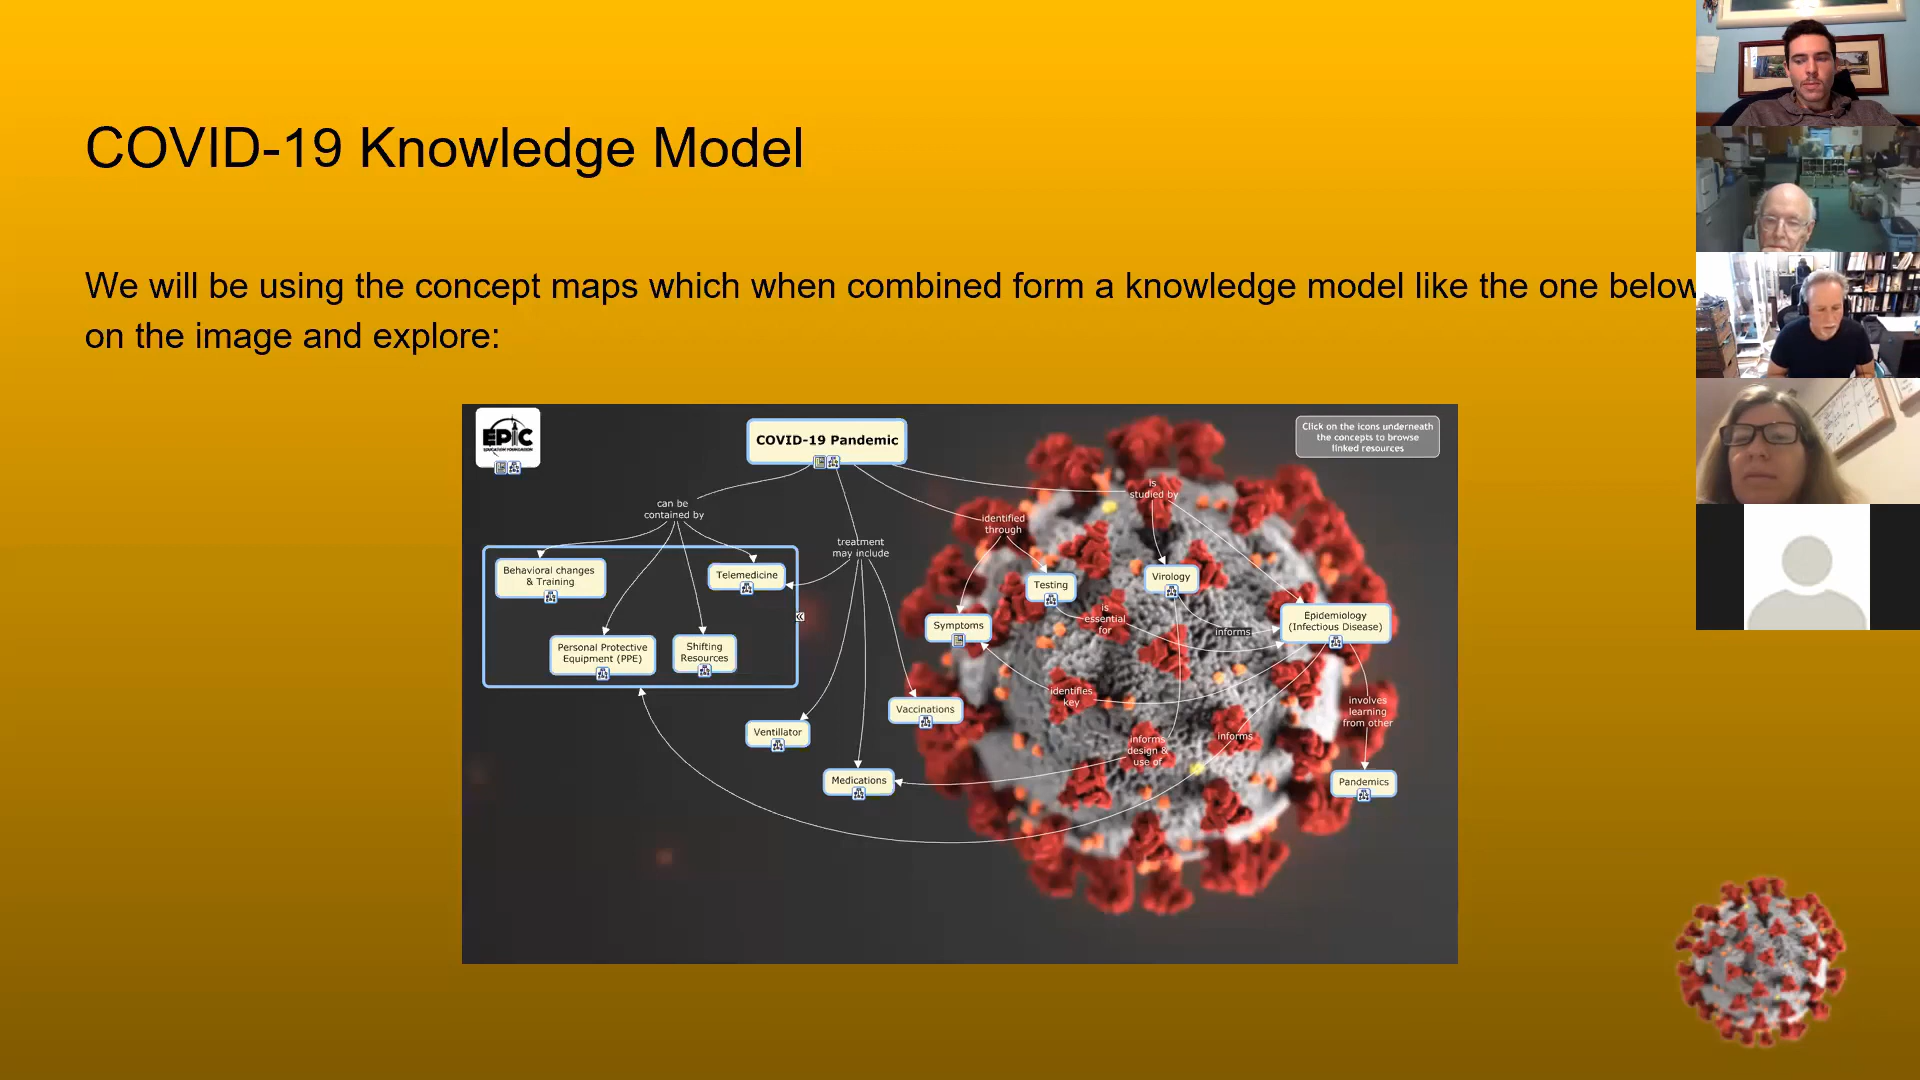 COVID-19 Knowledge Model
We will be using the concept maps which when combined form a knowledge model like the one below
on the image and explore:
EPIC
EDUCATION FOUNDATION
COVID-19 Pandemic
Click on the icons underneath
the concepts to browse
linked resources
can be
contained by
is
studied by
identified
through
treatment
may include
Behavioral changes
& Training
Telemedicine
Testing
Virology
Personal Protective
Equipment (PPE)
Shifting
Resources
Symptoms
is
essential
for
informs
Epidemiology
(Infectious Disease)
identifies
key
Vaccinations
involves
learning
from other
Ventillator
informs
design &
use of
informs
Medications
Pandemics